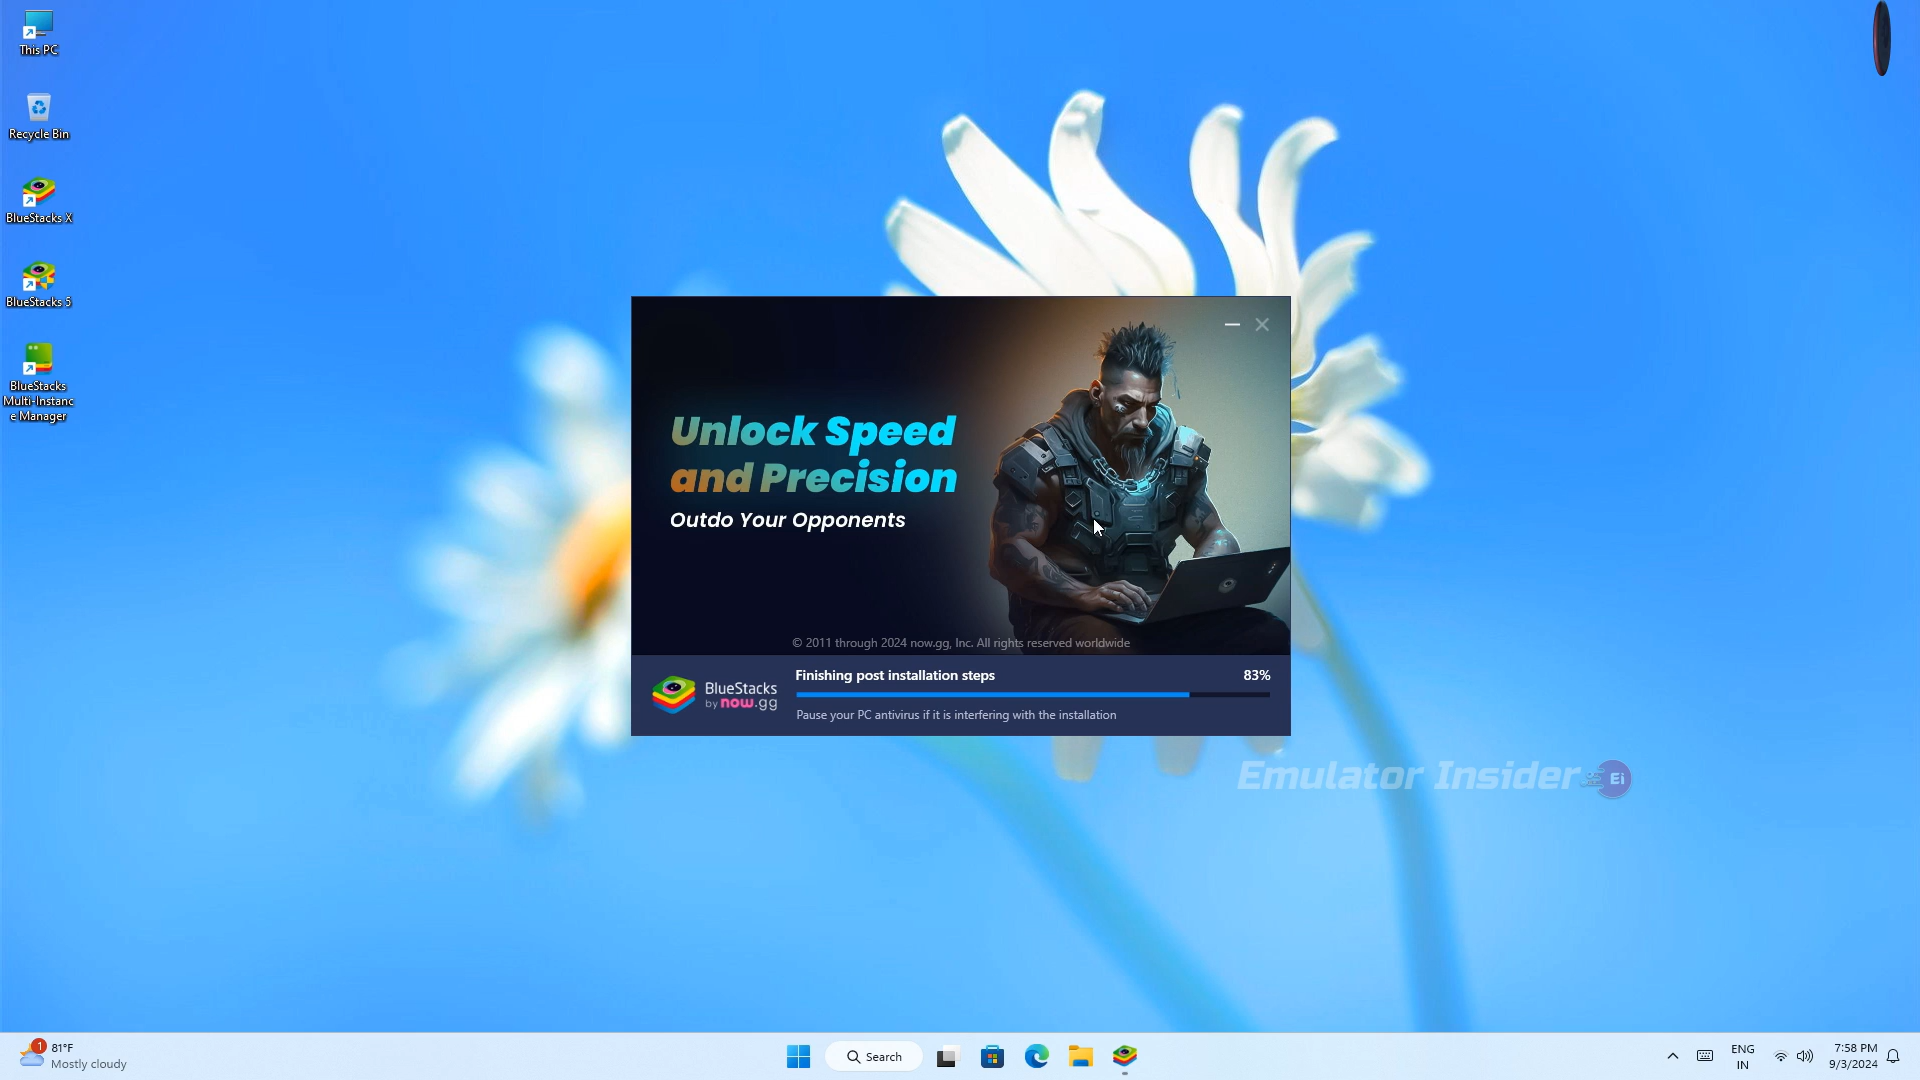 This PC
Recycle Bin
BlueStacks X
BlueStacks 5
BlueStacks
Multi-Instanc
e Manager
Unlock Speed
and Precision
Outdo Your Opponents
© 2011 through 2024 now.gg, Inc. All rights reserved worldwide
BlueStacks
by now.gg
Finishing post installation steps
83%
Pause your PC antivirus if it is interfering with the installation
Emulator Insider Ei
1
81°F
Mostly cloudy
Search
ENG
IN
7:58 PM
9/3/2024